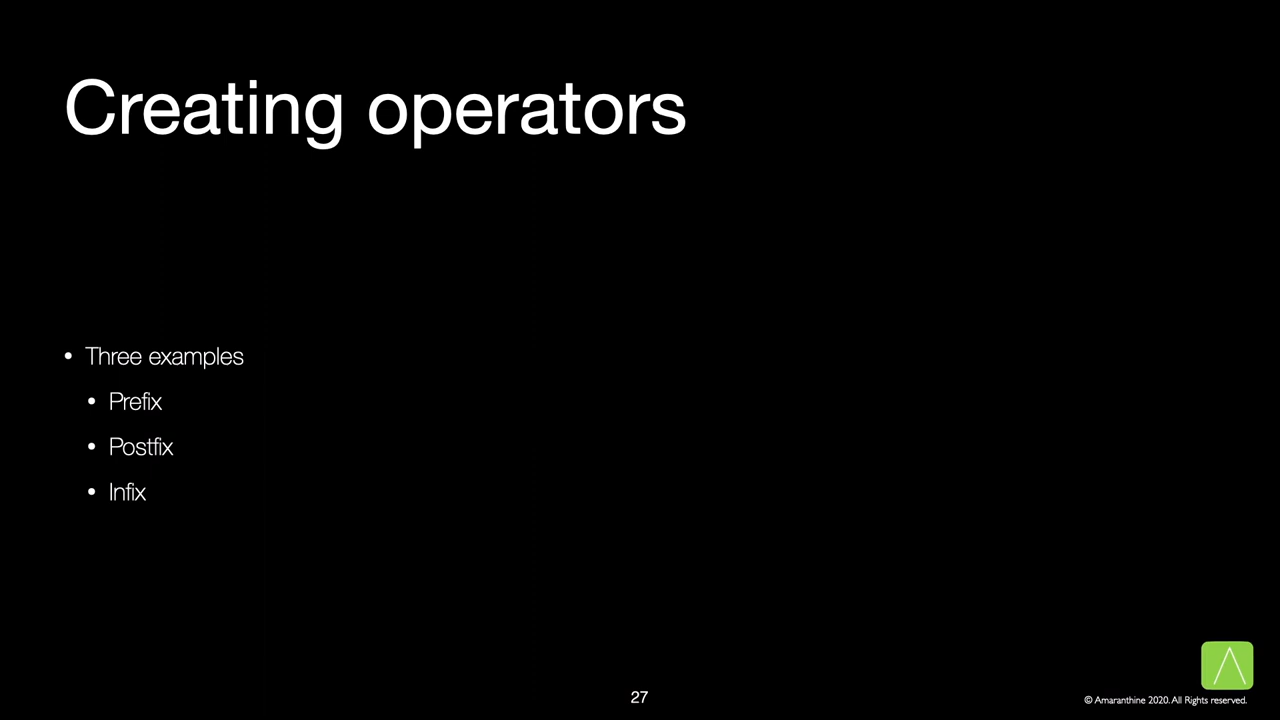 Creating operators
• Three examples
• Prefix
• Postfix
• Infix
27
© Amaranthine 2020. All Rights reserved.